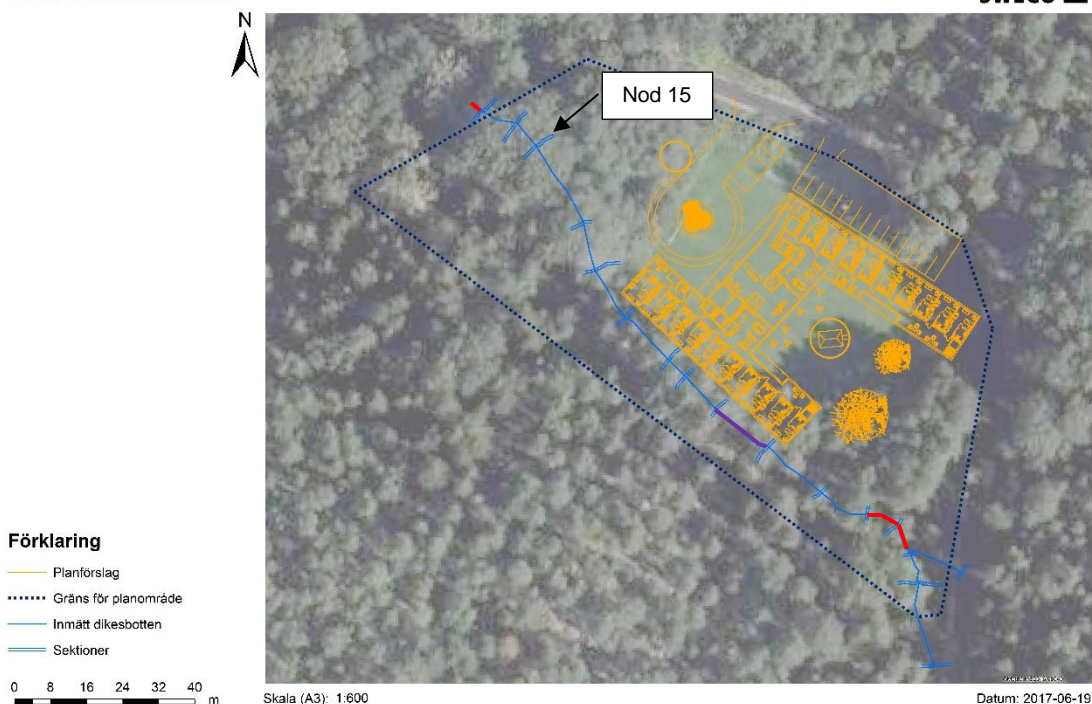 N
Nod 15
Förklaring
Planförslag
Gräns för planområde
Inmätt dikesbotten
Sektioner
0 8 16 24 32 40
m
Skala (A3): 1:600
Datum: 2017-06-19